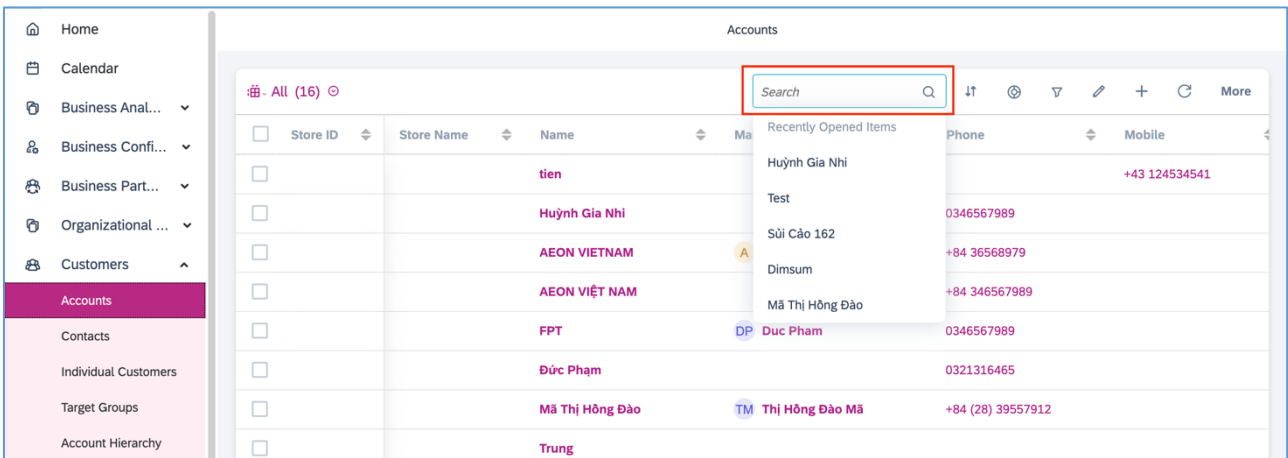 Home
Calendar
Business Anal...
Business Confi...
Business Part...
Organizational ...
Customers
Accounts
Contacts
Individual Customers
Target Groups
Account Hierarchy
Accounts
All (16)
Search
More
Store ID Store Name Name Ma Phone Mobile
Recently Opened Items
Huỳnh Gia Nhi
Test
Sủi Cảo 162
Dimsum
Mã Thị Hồng Đào
tien +43 124534541
Huỳnh Gia Nhi 0346567989
AEON VIETNAM A +84 36568979
AEON VIỆT NAM +84 346567989
FPT DP Duc Pham 0346567989
Đức Phạm 0321316465
Mã Thị Hồng Đào TM Thị Hồng Đào Mã +84 (28) 39557912
Trung